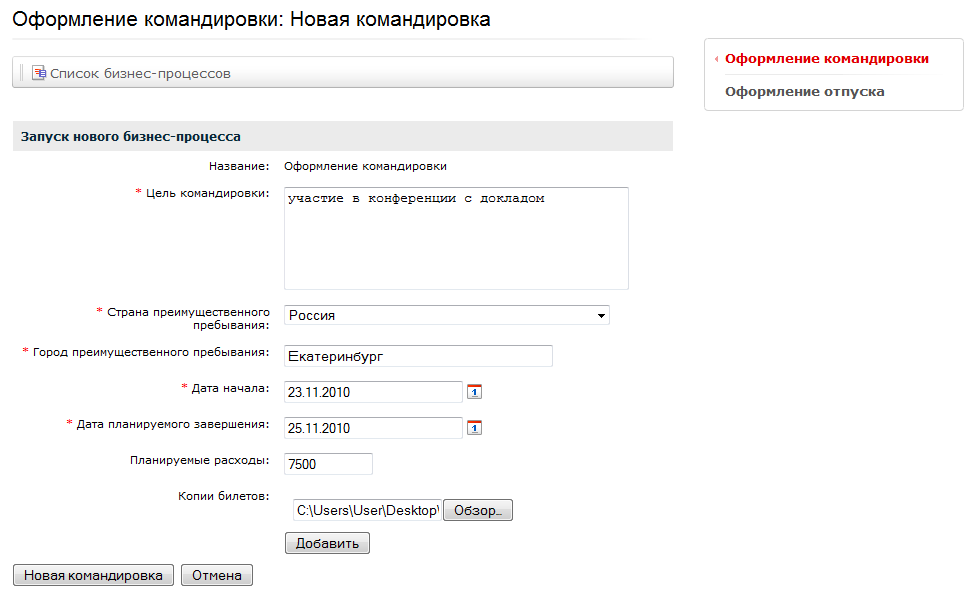 Оформление командировки: Новая командировка
Список бизнес-процессов
Оформление командировки
Оформление отпуска
Запуск нового бизнес-процесса
Название: Оформление командировки
* Цель командировки: участие в конференции с докладом
* Страна преимущественного
пребывания: Россия
* Город преимущественного пребывания: Екатеринбург
* Дата начала: 23.11.2010 1
* Дата планируемого завершения: 25.11.2010 1
Планируемые расходы: 7500
Копии билетов:
C:\Users\User\Desktop\ Обзор...
Добавить
Новая командировка Отмена